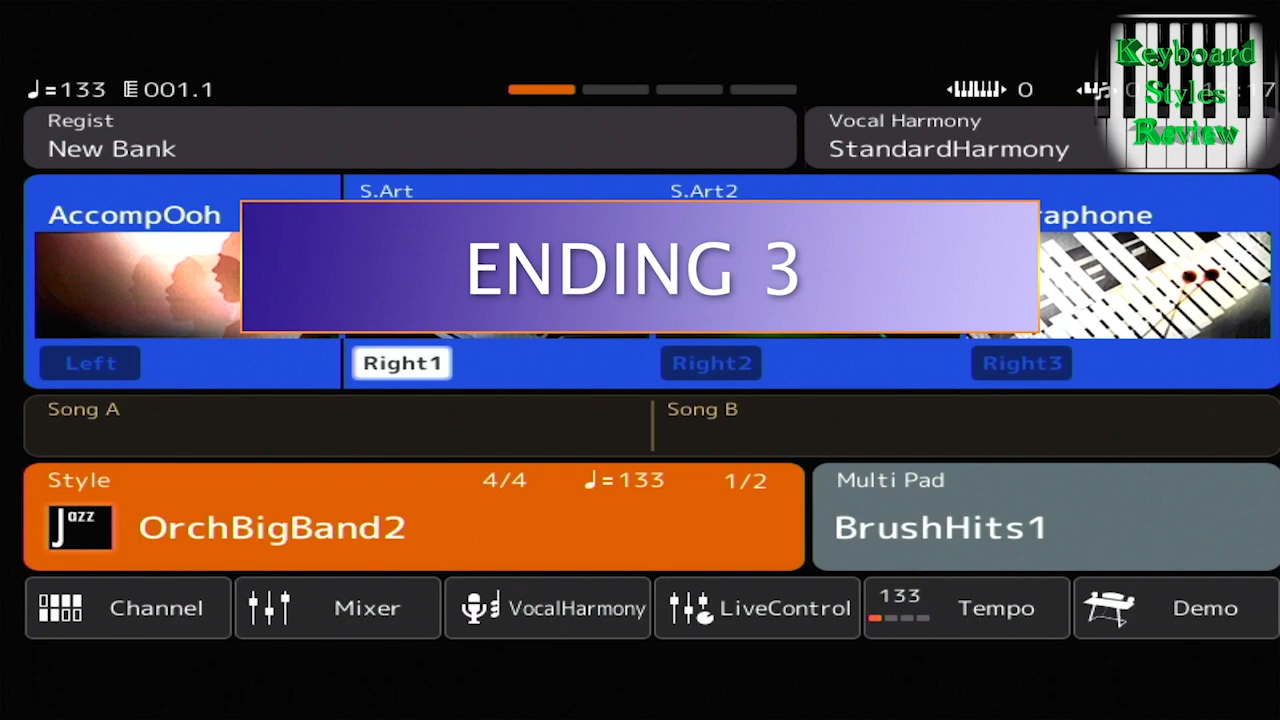 ♩=133 001.1 0
Keyboard
Styles
Review
Regist
New Bank
Vocal Harmony
StandardHarmony
S.Art S.Art2
AccompOoh
ENDING 3
Left Right1 Right2 Right3
Song A Song B
Style 4/4 ♩=133 1/2
Jazz
OrchBigBand2
Multi Pad
BrushHits1
Channel Mixer VocalHarmony LiveControl 133 Tempo Demo